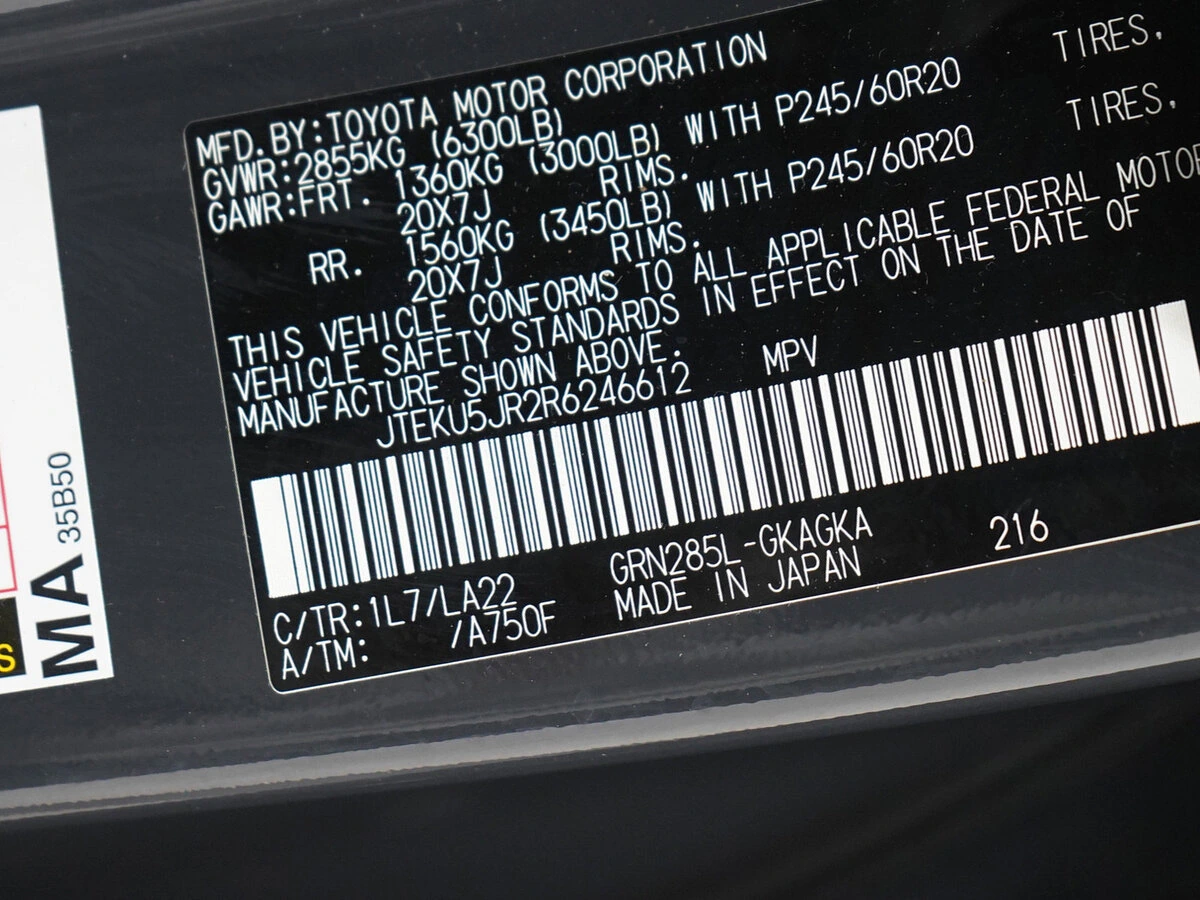 MFD.BY:TOYOTA MOTOR CORPORATION
GVWR:2855KG (6300LB)
GAWR:FRT. 1360KG (3000LB) WITH P245/60R20 TIRES,
20X7J RIMS.
RR. 1560KG (3450LB) WITH P245/60R20 TIRES,
20X7J RIMS.
THIS VEHICLE CONFORMS TO ALL APPLICABLE FEDERAL MOTOR
VEHICLE SAFETY STANDARDS IN EFFECT ON THE DATE OF
MANUFACTURE SHOWN ABOVE.
JTEKU5JR2R6246612 MPV
C/TR:1L7/LA22 GRN285L-GKAGKA 216
A/TM: /A750F MADE IN JAPAN
MA 35B50
S